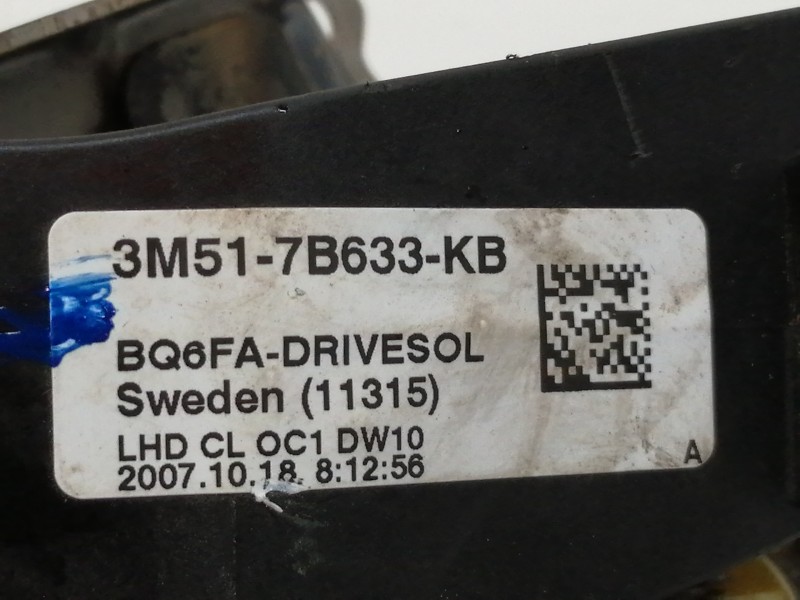 3M51-7B633-KB
BQ6FA-DRIVESOL
Sweden (11315)
LHD CL OC1 DW10
2007.10.18. 8:12:56
A